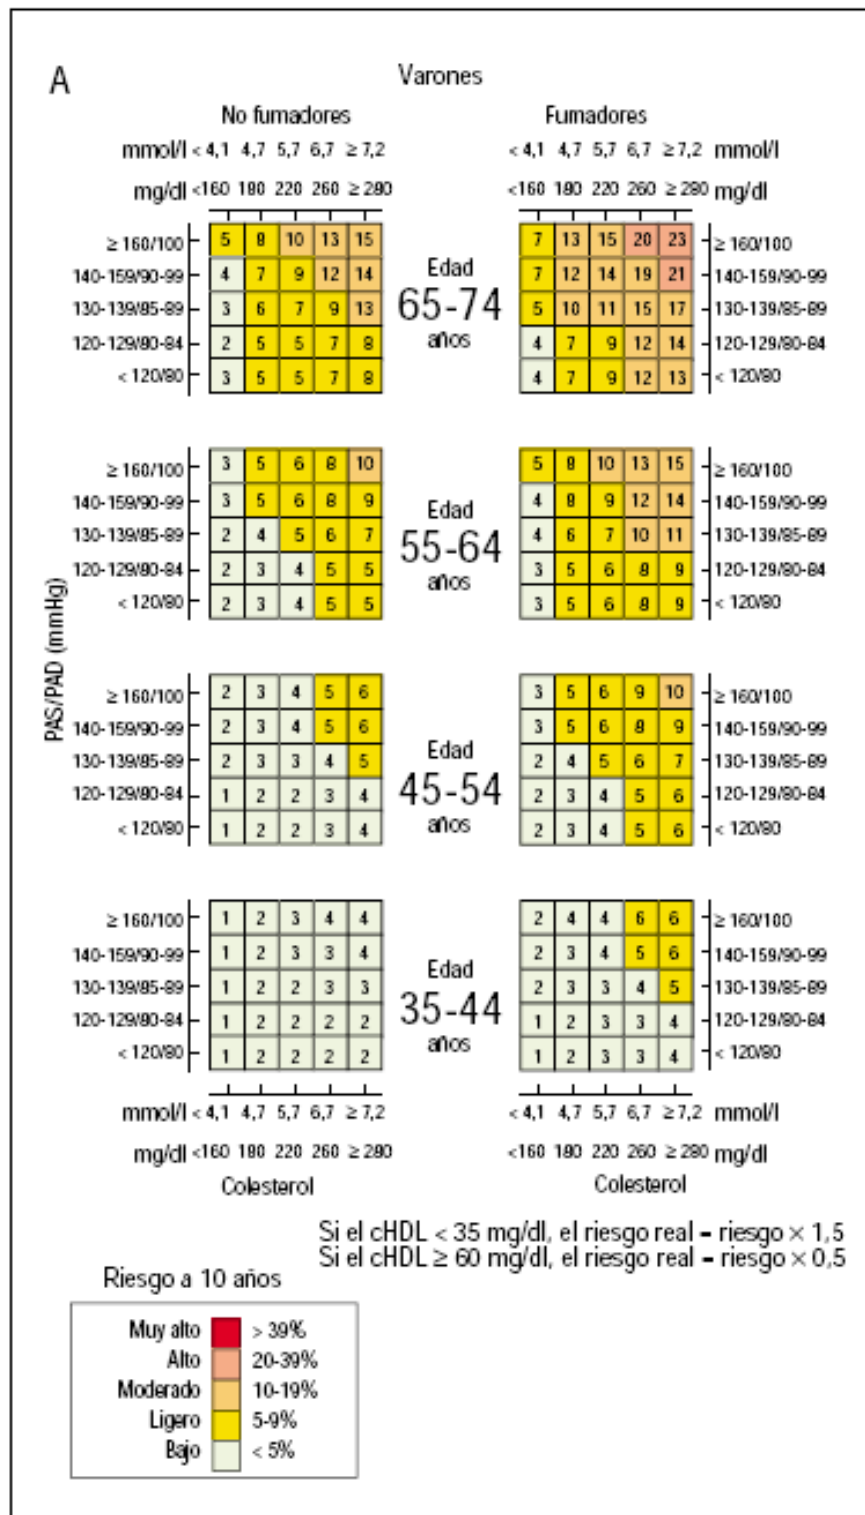 A
Varones
No fumadores Fumadores
mmol/l < 4,1 4,7 5,7 6,7 ≥ 7,2 < 4,1 4,7 5,7 6,7 ≥ 7,2 mmol/l
mg/dl <160 180 220 260 ≥ 280 <160 180 220 260 ≥ 280 mg/dl
≥ 160/100 5 8 10 13 15 7 13 15 20 23 ≥ 160/100
140-159/90-99 4 7 9 12 14 7 12 14 19 21 140-159/90-99
130-139/85-89 3 6 7 9 13 5 10 11 15 17 130-139/85-89
120-129/80-84 2 5 5 7 8 4 7 9 12 14 120-129/80-84
< 120/80 3 5 5 7 8 4 7 9 12 13 < 120/80
Edad
65-74
años
≥ 160/100 3 5 6 8 10 5 8 10 13 15 ≥ 160/100
140-159/90-99 3 5 6 8 9 4 8 9 12 14 140-159/90-99
130-139/85-89 2 4 5 6 7 4 6 7 10 11 130-139/85-89
120-129/80-84 2 3 4 5 5 3 5 6 8 9 120-129/80-84
< 120/80 2 3 4 5 5 3 5 6 8 9 < 120/80
Edad
55-64
años
PAS/PAD (mmHg)
≥ 160/100 2 3 4 5 6 3 5 6 9 10 ≥ 160/100
140-159/90-99 2 3 4 5 6 3 5 6 8 9 140-159/90-99
130-139/85-89 2 3 3 4 5 2 4 5 6 7 130-139/85-89
120-129/80-84 1 2 2 3 4 2 3 4 5 6 120-129/80-84
< 120/80 1 2 2 3 4 2 3 4 5 6 < 120/80
Edad
45-54
años
≥ 160/100 1 2 3 4 4 2 4 4 6 6 ≥ 160/100
140-159/90-99 1 2 3 3 4 2 3 4 5 6 140-159/90-99
130-139/85-89 1 2 2 3 3 2 3 3 4 5 130-139/85-89
120-129/80-84 1 2 2 2 2 1 2 3 3 4 120-129/80-84
< 120/80 1 2 2 2 2 1 2 3 3 4 < 120/80
Edad
35-44
años
mmol/l < 4,1 4,7 5,7 6,7 ≥ 7,2 < 4,1 4,7 5,7 6,7 ≥ 7,2 mmol/l
mg/dl <160 180 220 260 ≥ 280 <160 180 220 260 ≥ 280 mg/dl
Colesterol Colesterol
Si el cHDL < 35 mg/dl, el riesgo real = riesgo × 1,5
Si el cHDL ≥ 60 mg/dl, el riesgo real = riesgo × 0,5
Riesgo a 10 años
Muy alto > 39%
Alto 20-39%
Moderado 10-19%
Ligero 5-9%
Bajo < 5%